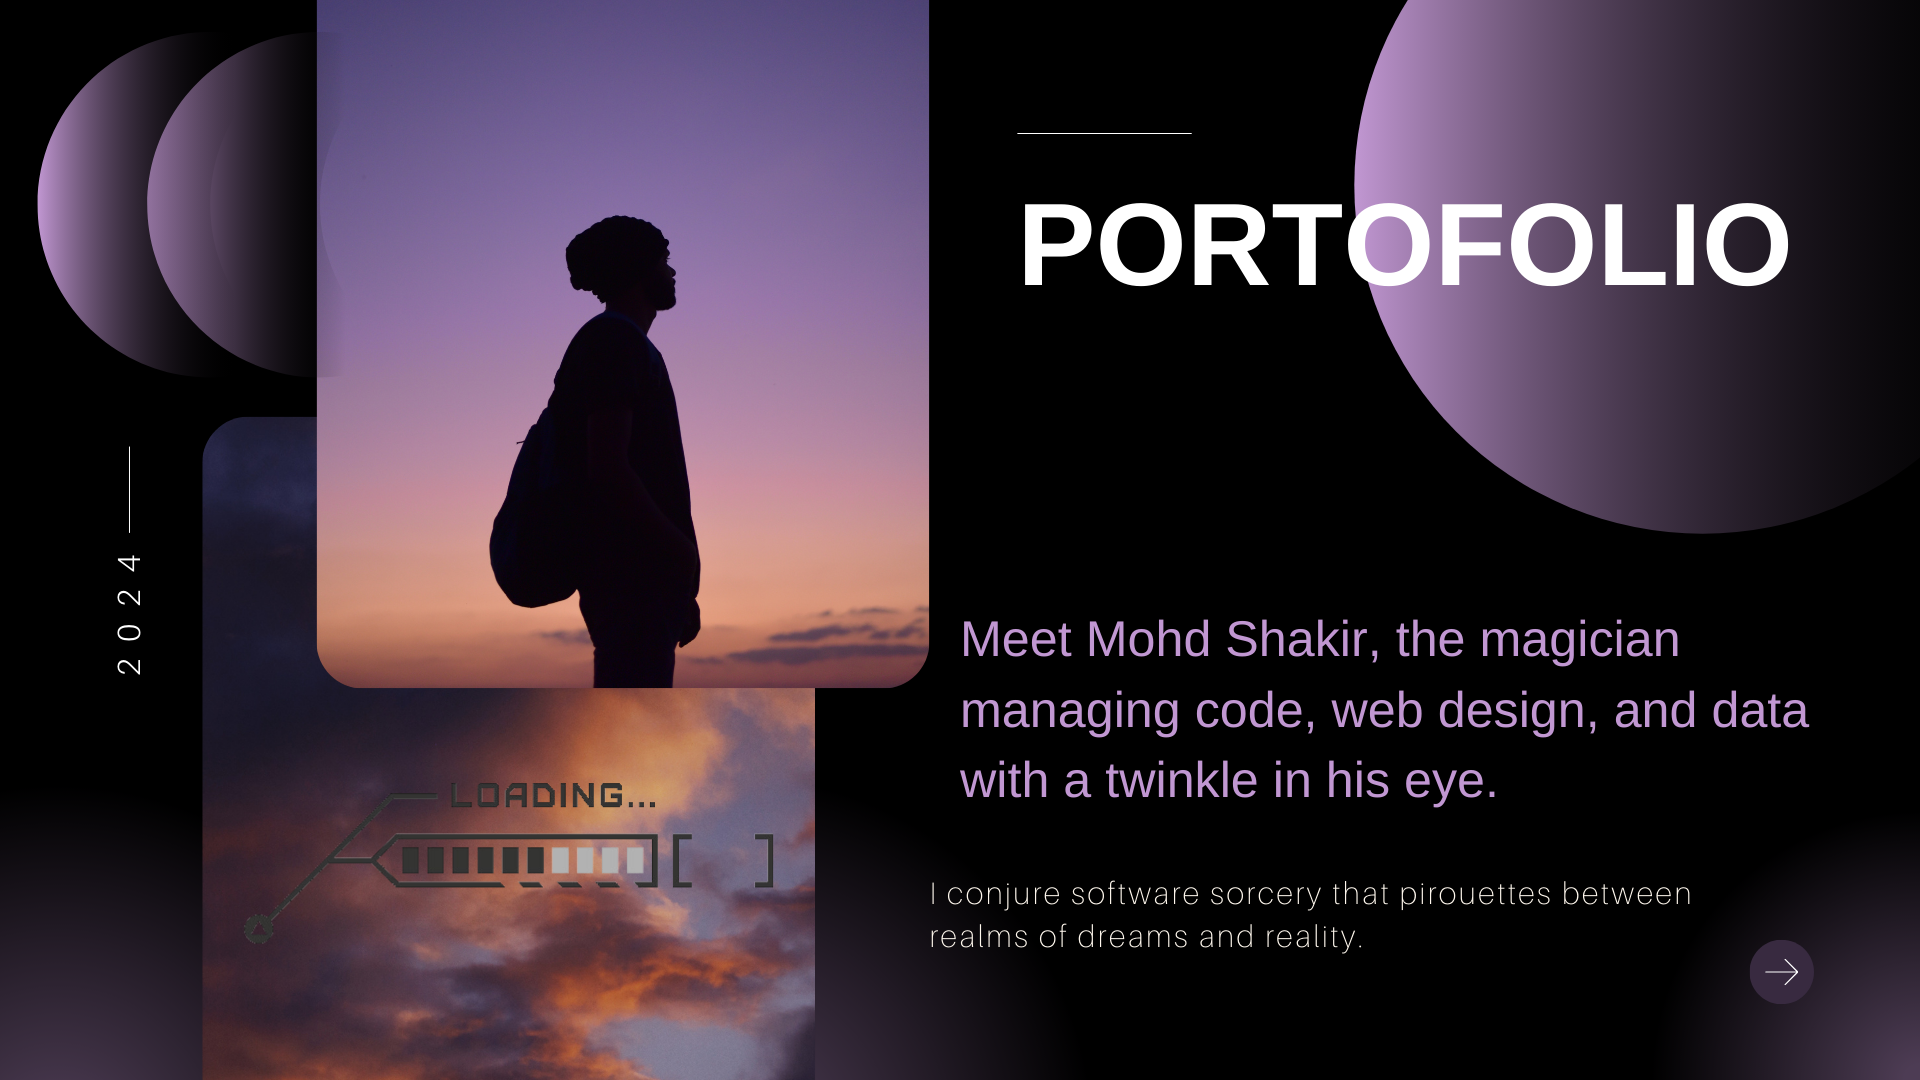 PORTOFOLIO
2024
Meet Mohd Shakir, the magician
managing code, web design, and data
with a twinkle in his eye.
LOADING...
I conjure software sorcery that pirouettes between
realms of dreams and reality.